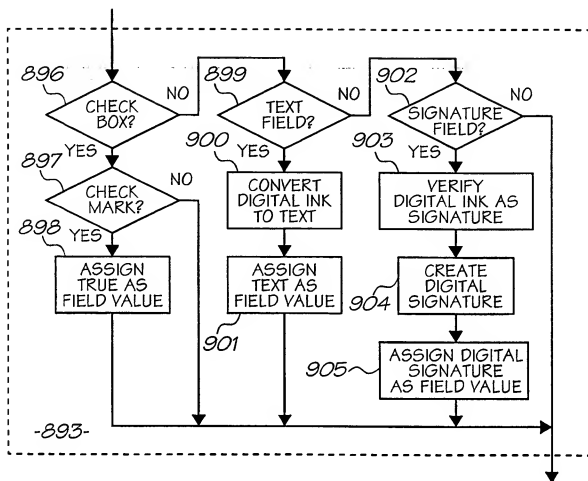 896
CHECK
BOX?
NO
YES
897
CHECK
MARK?
NO
YES
898
ASSIGN
TRUE AS
FIELD VALUE
899
TEXT
FIELD?
NO
YES
900
CONVERT
DIGITAL INK
TO TEXT
ASSIGN
TEXT AS
FIELD VALUE
901
902
SIGNATURE
FIELD?
NO
YES
903
VERIFY
DIGITAL INK AS
SIGNATURE
CREATE
DIGITAL
SIGNATURE
904
ASSIGN DIGITAL
SIGNATURE
AS FIELD VALUE
905
-893-